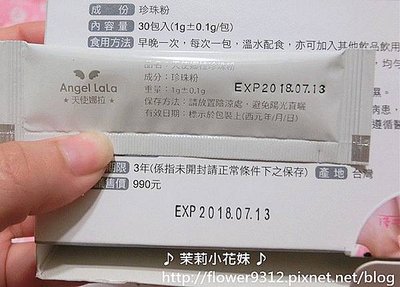 成 份 珍珠粉
內容量 30包入(1g±0.1g/包)
食用方法 早晚一次,每次一包,溫水配食,亦可加入其他飲品飲用
Angel LaLa
★天使娜拉★
成分:珍珠粉
重量:1g±0.1g
保存方法:請放置陰涼處,避免陽光直曬
有效日期:標示於包裝上(西元年/月/日)
EXP 2018.07.13
3年(係指未開封請正常條件下之保存) 產地 台灣
售價 990元
EXP 2018.07.13
♪ 茉莉小花妹 ♪
http://flower9312.pixnet.net/blog